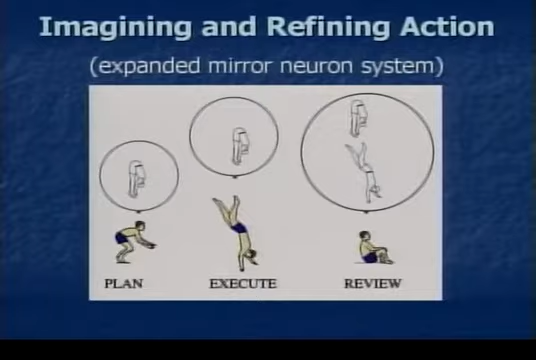 Imagining and Refining Action
(expanded mirror neuron system)
PLAN EXECUTE REVIEW